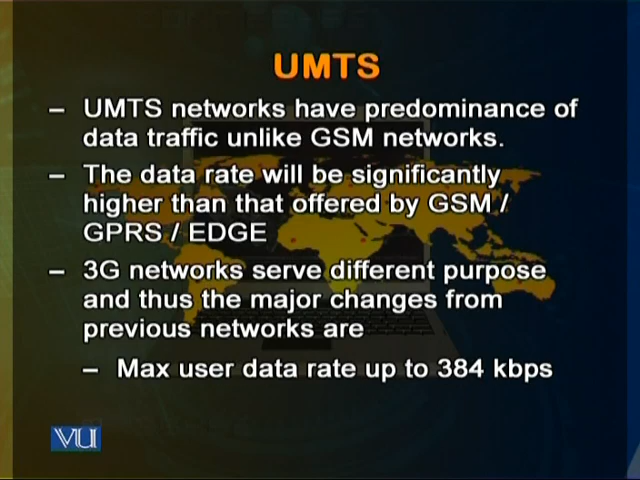 UMTS
– UMTS networks have predominance of
data traffic unlike GSM networks.
– The data rate will be significantly
higher than that offered by GSM /
GPRS / EDGE
– 3G networks serve different purpose
and thus the major changes from
previous networks are
– Max user data rate up to 384 kbps
VU